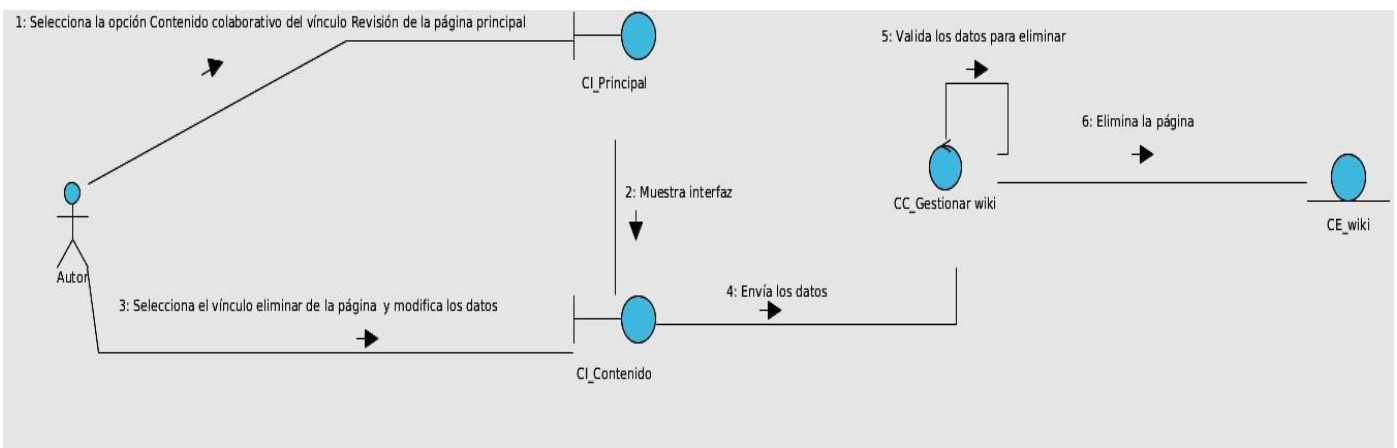 1: Selecciona la opción Contenido colaborativo del vínculo Revisión de la página principal
CI_Principal
5: Valida los datos para eliminar
6: Elimina la página
2: Muestra interfaz
CC_Gestionar wiki
CE_wiki
Autor
3: Selecciona el vínculo eliminar de la página y modifica los datos
4: Envía los datos
CI_Contenido